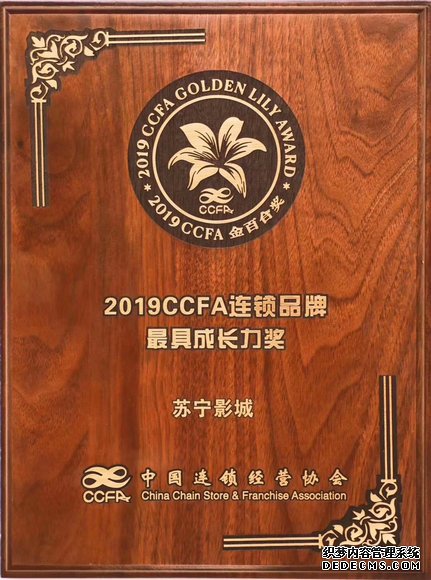 2019 CCFA GOLDEN LILY AWARD
2019 CCFA 金百合奖
CCFA
2019CCFA连锁品牌
最具成长力奖
苏宁影城
CCFA
中国连锁经营协会
China Chain Store & Franchise Association
织梦内容管理系统
DEDECMS.COM